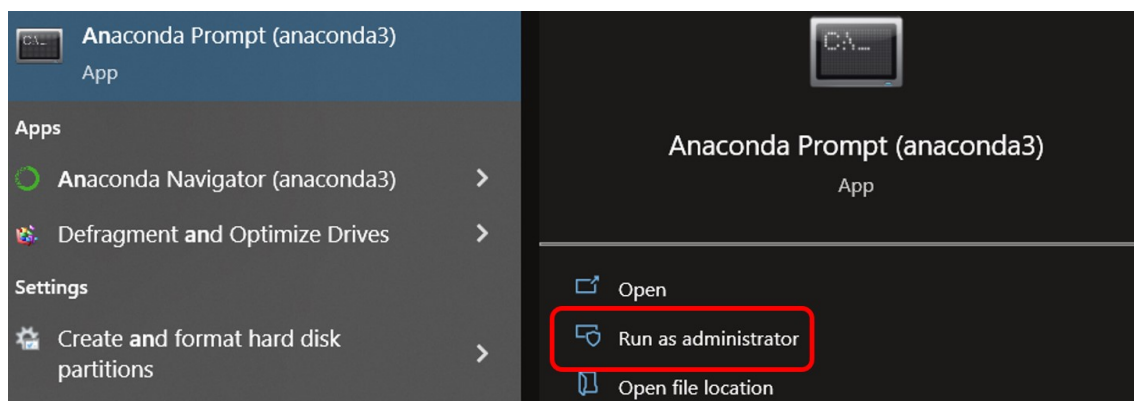 Anaconda Prompt (anaconda3)
App
Apps
Anaconda Navigator (anaconda3)
Defragment and Optimize Drives
Settings
Create and format hard disk
partitions
C:\_
Anaconda Prompt (anaconda3)
App
Open
Run as administrator
Open file location